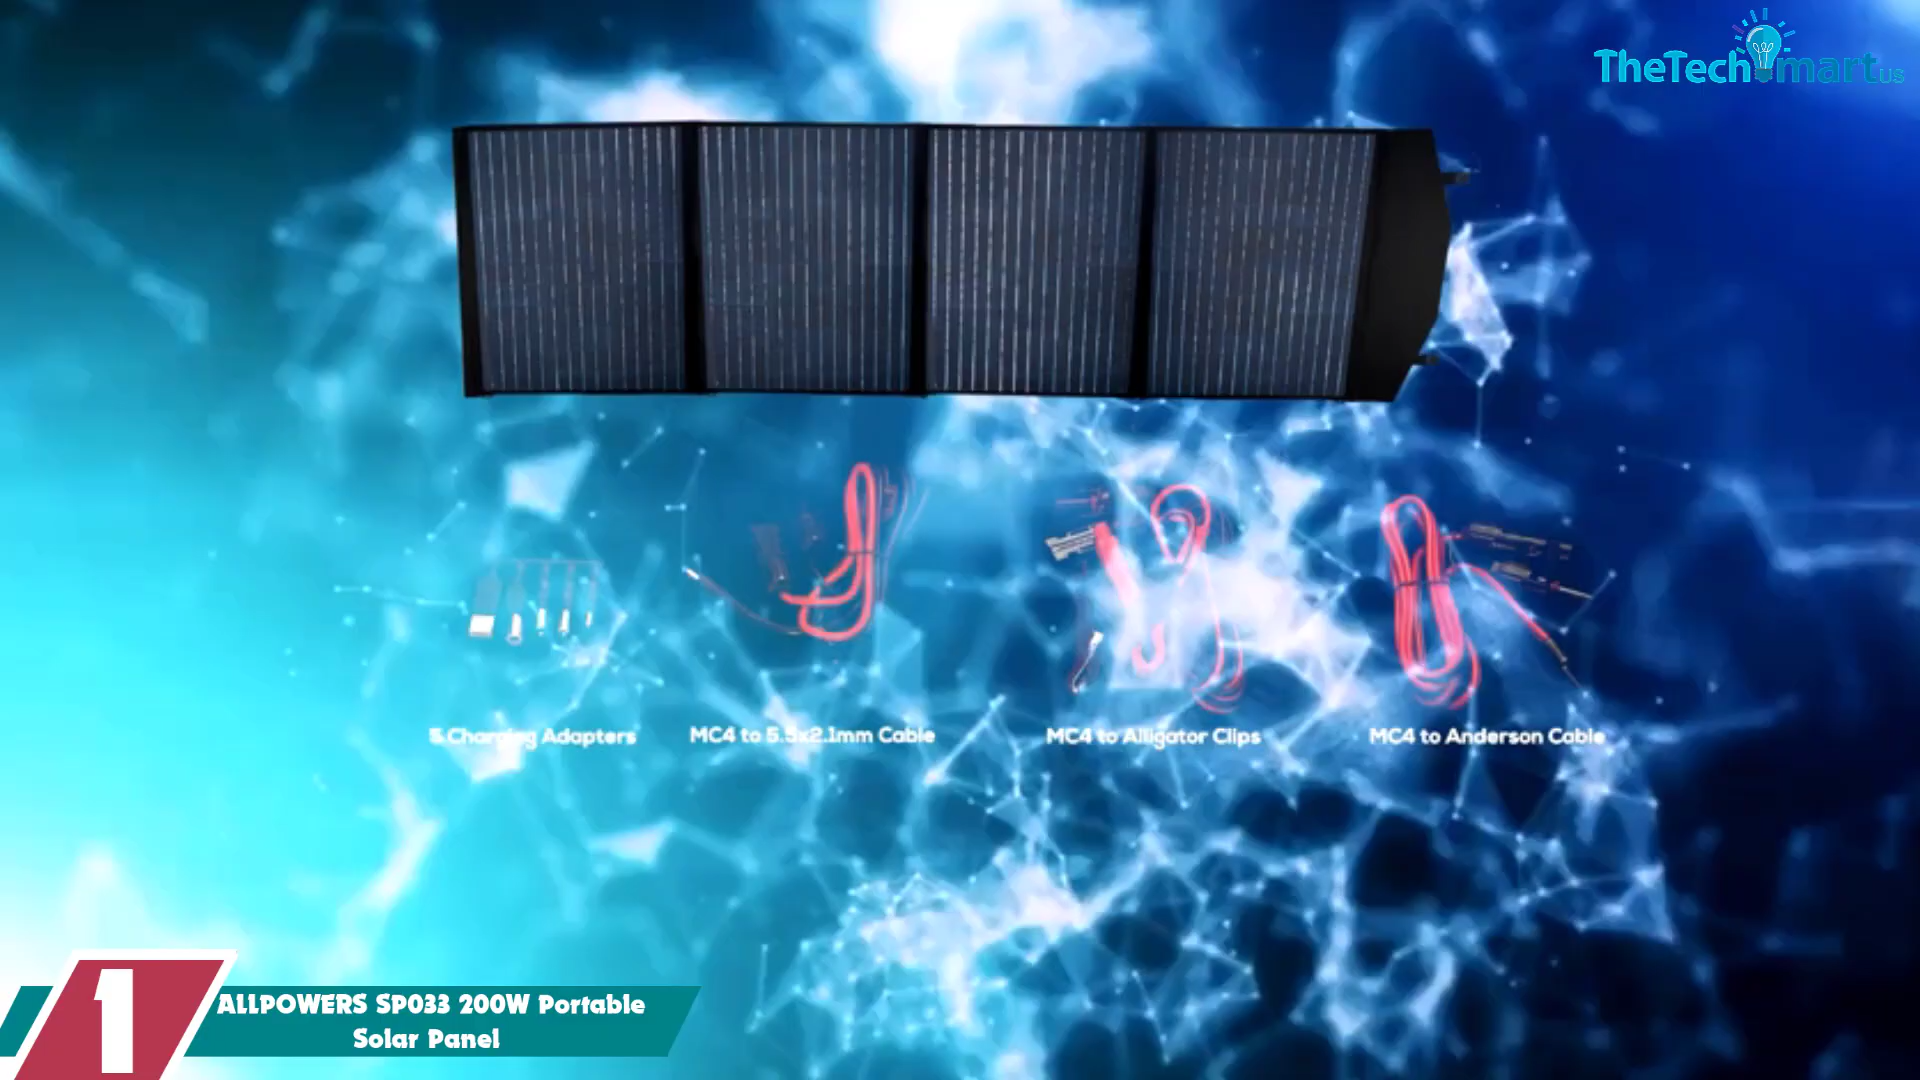 TheTechSmart US
5 Charging Adapters
MC4 to 5.5x2.1mm Cable
MC4 to Alligator Clips
MC4 to Anderson Cable
1
ALLPOWERS SP033 200W Portable
Solar Panel